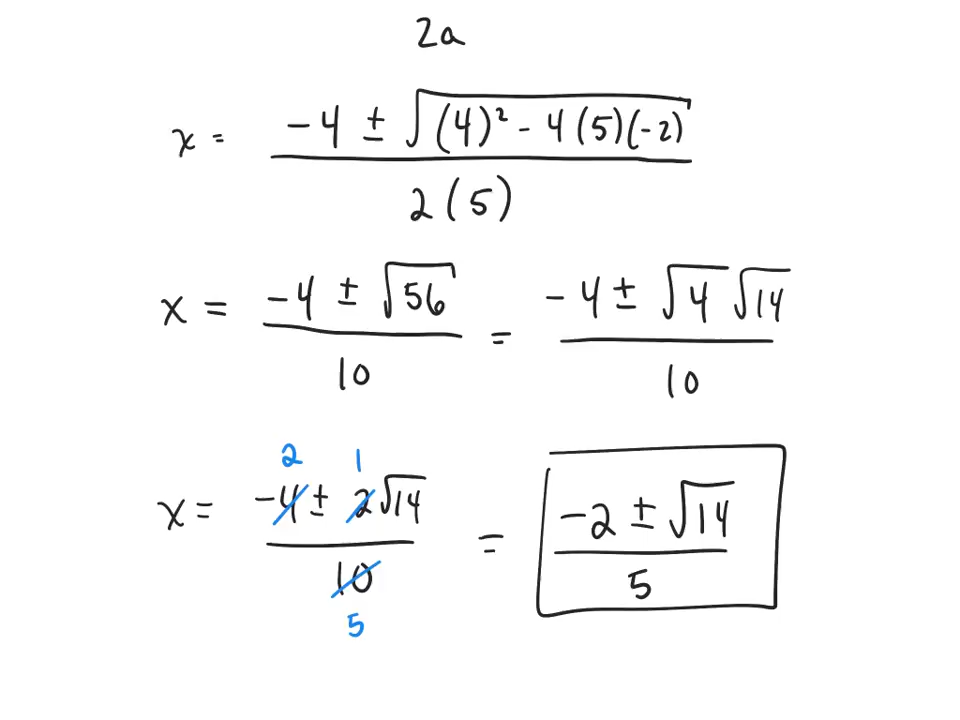 2a
x = (-4 ± √((4)² - 4(5)(-2))) / 2(5)
x = (-4 ± √56) / 10 = (-4 ± √4 √14) / 10
2 1
x = (-4 ± 2√14) / 10 = (-2 ± √14) / 5
5